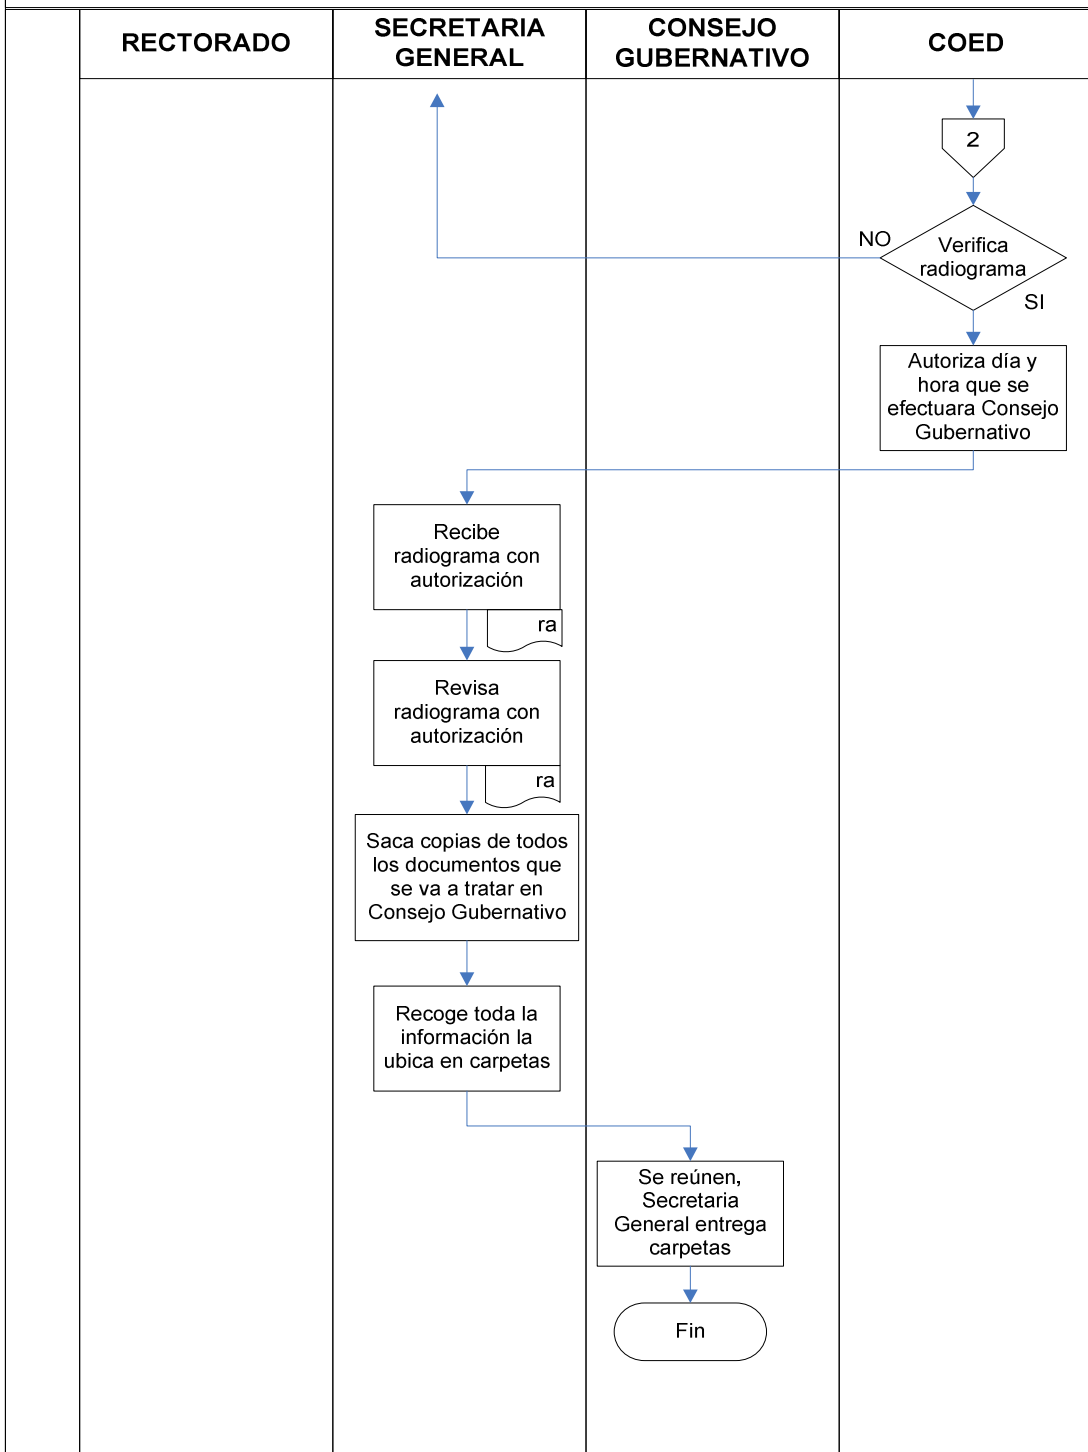 RECTORADO
SECRETARIA
GENERAL
CONSEJO
GUBERNATIVO
COED
2
NO
Verifica
radiograma
SI
Autoriza día y
hora que se
efectuara Consejo
Gubernativo
Recibe
radiograma con
autorización
ra
Revisa
radiograma con
autorización
ra
Saca copias de todos
los documentos que
se va a tratar en
Consejo Gubernativo
Recoge toda la
información la
ubica en carpetas
Se reúnen,
Secretaria
General entrega
carpetas
Fin